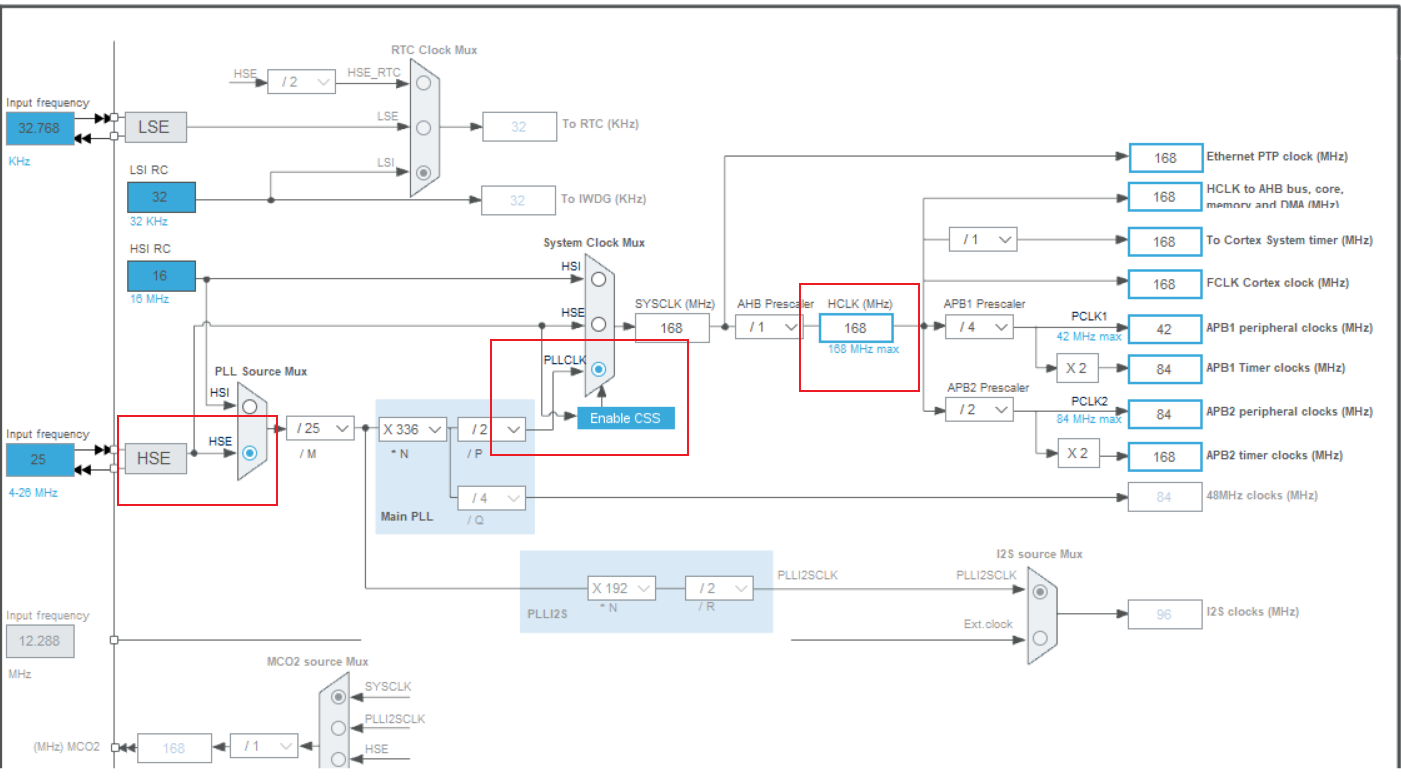 RTC Clock Mux
HSE
/ 2
HSE_RTC
Input frequency
32.768
KHz
LSE
LSE
32
To RTC (KHz)
LSI RC
32
32 KHz
LSI
32
To IWDG (KHz)
HSI RC
16
16 MHz
System Clock Mux
HSI
HSE
PLLCLK
Enable CSS
SYSCLK (MHz)
168
AHB Prescaler
/ 1
HCLK (MHz)
168
168 MHz max
168
Ethernet PTP clock (MHz)
168
HCLK to AHB bus, core,
memory and DMA (MHz)
/ 1
168
To Cortex System timer (MHz)
168
FCLK Cortex clock (MHz)
APB1 Prescaler
/ 4
PCLK1
42 MHz max
42
APB1 peripheral clocks (MHz)
X 2
84
APB1 Timer clocks (MHz)
APB2 Prescaler
/ 2
PCLK2
84 MHz max
84
APB2 peripheral clocks (MHz)
X 2
168
APB2 timer clocks (MHz)
84
48MHz clocks (MHz)
PLL Source Mux
HSI
HSE
Input frequency
25
4-26 MHz
HSE
/ 25
/ M
X 336
* N
/ 2
/ P
/ 4
/ Q
Main PLL
X 192
* N
/ 2
/ R
PLLI2S
PLLI2SCLK
I2S source Mux
PLLI2SCLK
Ext.clock
96
I2S clocks (MHz)
Input frequency
12.288
MHz
MCO2 source Mux
SYSCLK
PLLI2SCLK
HSE
(MHz) MCO2
168
/ 1